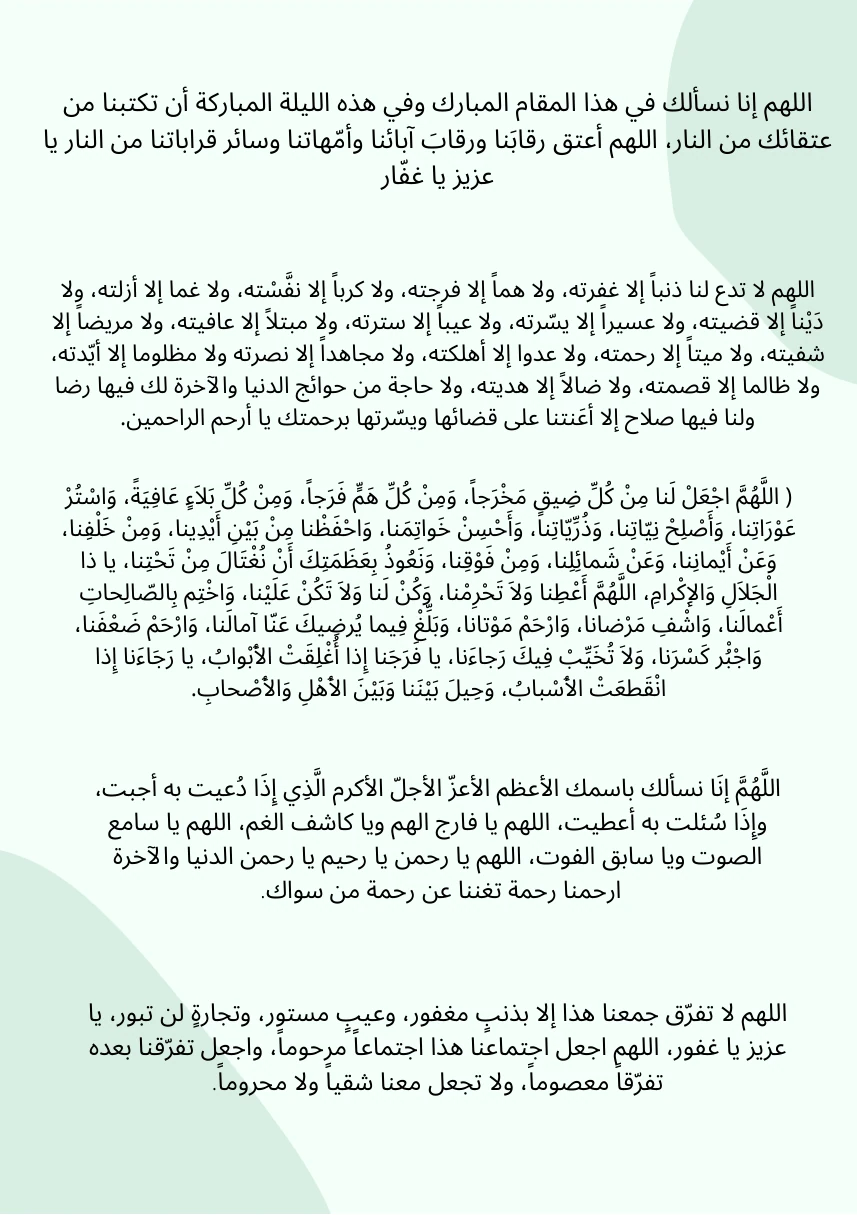 اللهم إنا نسألك في هذا المقام المبارك وفي هذه الليلة المباركة أن تكتبنا من
عتقائك من النار، اللهم أعتق رقابَنا ورقابَ آبائنا وأمّهاتنا وسائر قراباتنا من النار يا
عزيز يا غفّار
اللهم لا تدع لنا ذنباً إلا غفرته، ولا هماً إلا فرجته، ولا كرباً إلا نفَّسْته، ولا غما إلا أزلته، ولا
دَيْناً إلا قضيته، ولا عسيراً إلا يسّرته، ولا عيباً إلا سترته، ولا مبتلاً إلا عافيته، ولا مريضاً إلا
شفيته، ولا ميتاً إلا رحمته، ولا عدوا إلا أهلكته، ولا مجاهداً إلا نصرته ولا مظلوما إلا أيّدته،
ولا ظالما إلا قصمته، ولا ضالاً إلا هديته، ولا حاجة من حوائج الدنيا والآخرة لك فيها رضا
ولنا فيها صلاح إلا أعَنتنا على قضائها ويسّرتها برحمتك يا أرحم الراحمين.
( اللَّهُمَّ اجْعَلْ لَنا مِنْ كُلِّ ضِيقٍ مَخْرَجاً، وَمِنْ كُلِّ هَمٍّ فَرَجاً، وَمِنْ كُلِّ بَلاَءٍ عَافِيَةً، وَاسْتُرْ
عَوْرَاتِنا، وَأَصْلِحْ نِيّاتِنا، وَذُرِّيّاتِناً، وَأَحْسِنْ خَواتِمَنا، وَاحْفَظْنا مِنْ بَيْنِ أَيْدِينا، وَمِنْ خَلْفِنا،
وَعَنْ أَيْمانِنا، وَعَنْ شَمائِلِنا، وَمِنْ فَوْقِنا، وَنَعُوذُ بِعَظَمَتِكَ أَنْ نُغْتَالَ مِنْ تَحْتِنا، يا ذا
الْجَلاَلِ وَالإِكْرامِ، اللَّهُمَّ أَعْطِنا وَلاَ تَحْرِمْنا، وَكُنْ لَنا وَلاَ تَكُنْ عَلَيْنا، وَاخْتِم بِالصّالِحاتِ
أَعْمالَنا، وَاشْفِ مَرْضانا، وَارْحَمْ مَوْتانا، وَبَلِّغْ فِيما يُرضِيكَ عَنّا آمالَنا، وَارْحَمْ ضَعْفَنا،
وَاجْبُر كَسْرَنا، وَلاَ تُخَيِّبْ فِيكَ رَجاءَنا، يا فَرَجَنا إِذا أُغْلِقَتْ الأبْوابُ، يا رَجَاءَنا إِذا
انْقَطعَتْ الأسْبابُ، وَحِيلَ بَيْنَنا وَبَيْنَ الأهْلِ وَالأصْحابِ.
اللَّهُمَّ إنَا نسألك باسمك الأعظم الأعزّ الأجلّ الأكرم الَّذِي إِذَا دُعيت به أجبت،
وإِذَا سُئلت به أعطيت، اللهم يا فارج الهم ويا كاشف الغم، اللهم يا سامع
الصوت ويا سابق الفوت، اللهم يا رحمن يا رحيم يا رحمن الدنيا والآخرة
ارحمنا رحمة تغننا عن رحمة من سواك.
اللهم لا تفرّق جمعنا هذا إلا بذنبٍ مغفور، وعيبٍ مستور، وتجارةٍ لن تبور، يا
عزيز يا غفور، اللهم اجعل اجتماعنا هذا اجتماعاً مرحوماً، واجعل تفرّقنا بعده
تفرّقاً معصوماً، ولا تجعل معنا شقياً ولا محروماً.